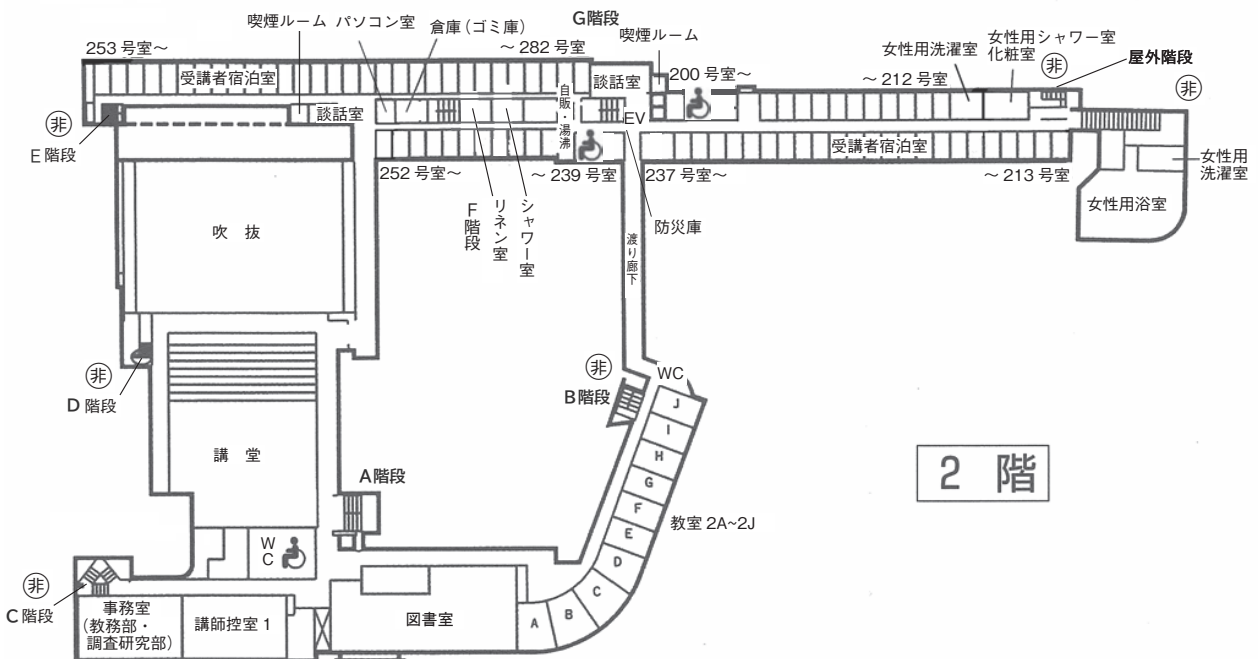 喫煙ルーム
パソコン室
倉庫(ゴミ庫)
G階段
喫煙ルーム
253号室~
~282号室
談話室
200号室~
~212号室
女性用洗濯室
女性用シャワー室
化粧室
非
屋外階段
非
受講者宿泊室
自販・湯沸
EV
非
E階段
談話室
252号室~
~239号室
237号室~
受講者宿泊室
~213号室
女性用
洗濯室
女性用浴室
F階段
リネン室
シャワー室
防災庫
渡り廊下
吹抜
非
D階段
講堂
A階段
非
B階段
WC
J
I
H
G
F
E
D
C
B
A
教室2A~2J
2階
WC
非
C階段
事務室
(教務部・
調査研究部)
講師控室1
図書室